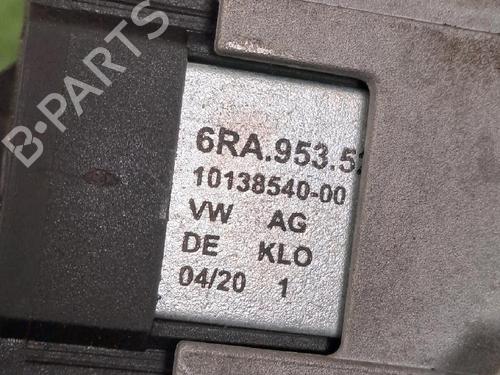 B-PARTS
6RA.953.5
10138540-00
VW AG
DE KLO
04/20 1